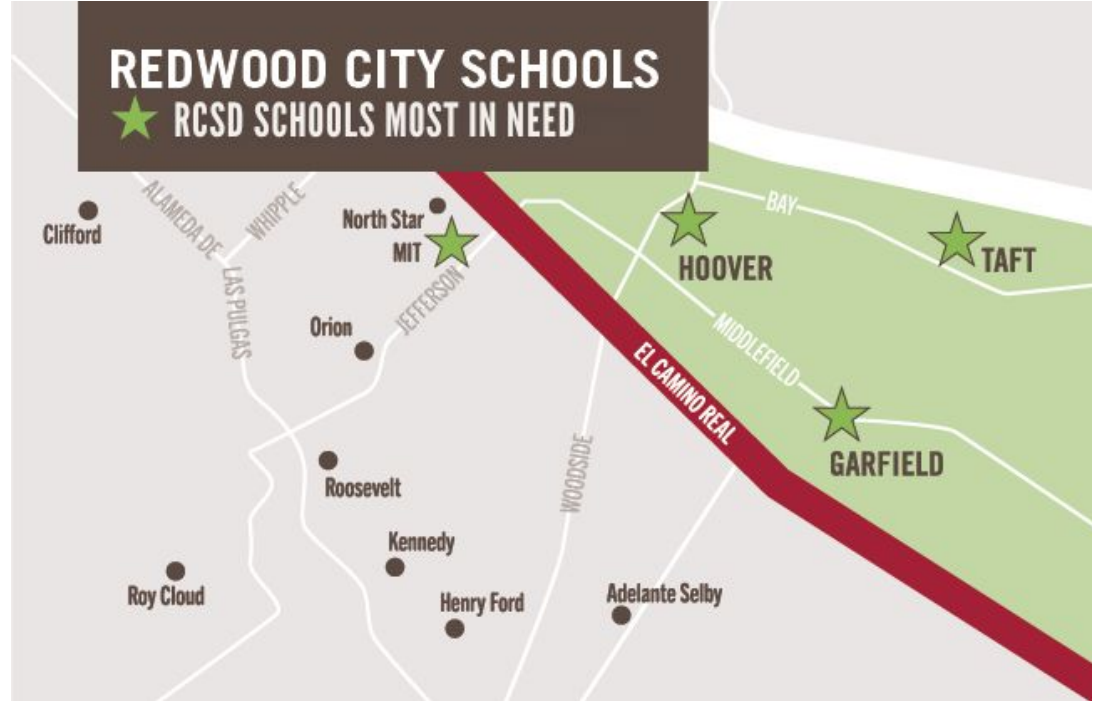 REDWOOD CITY SCHOOLS
RCSD SCHOOLS MOST IN NEED
Clifford
ALAMEDA DE
LAS PULGAS
WHIPPLE
North Star
MIT
JEFFERSON
Orion
HOOVER
BAY
TAFT
MIDDLEFIELD
EL CAMINO REAL
GARFIELD
WOODSIDE
Roosevelt
Kennedy
Roy Cloud
Henry Ford
Adelante Selby